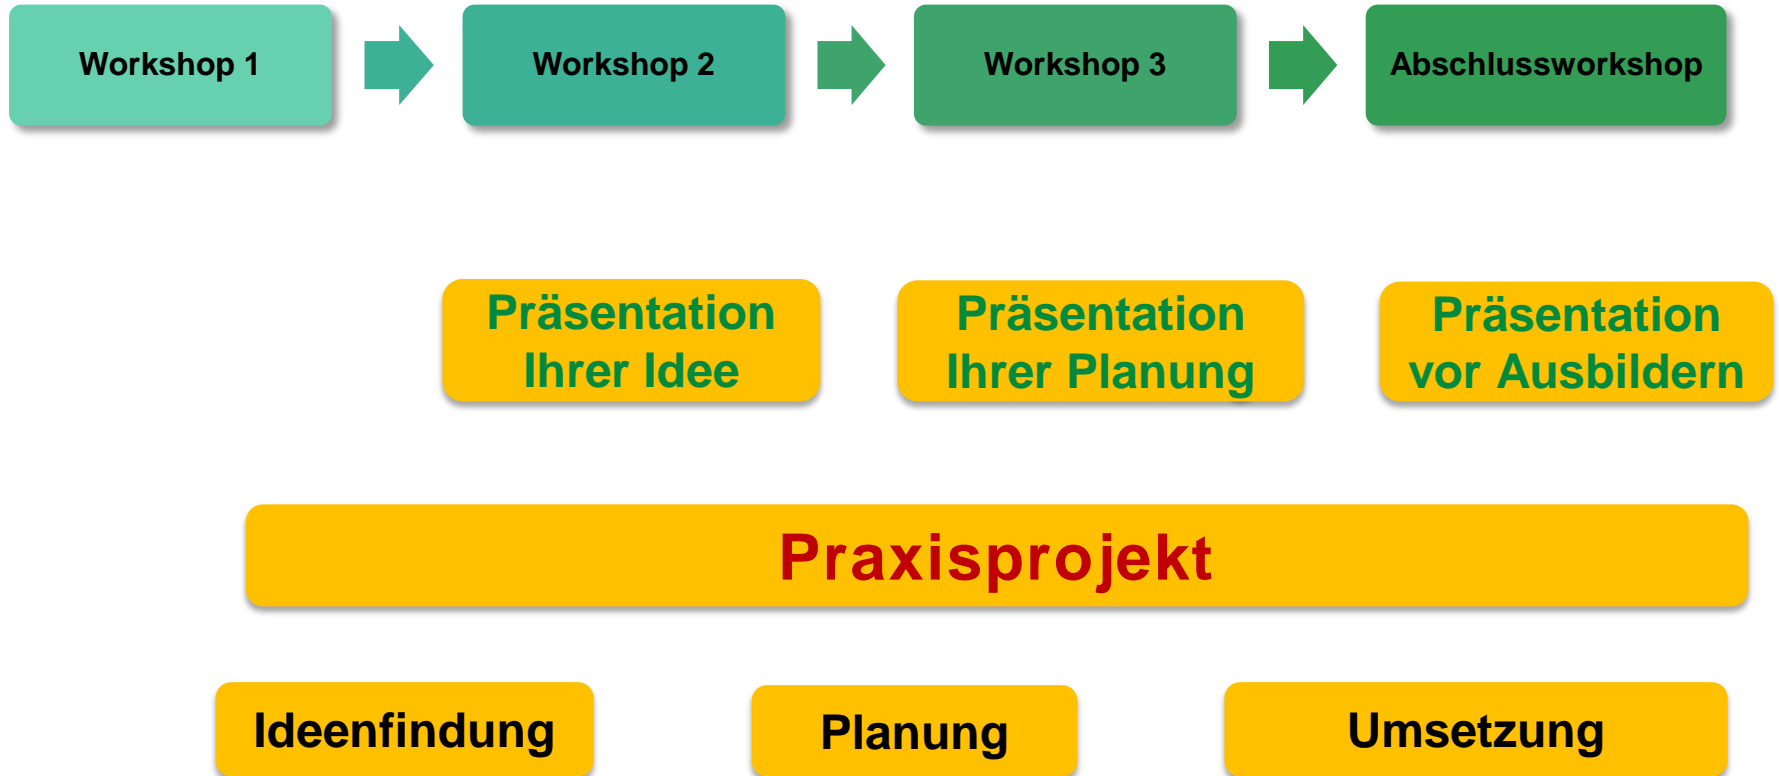 Workshop 1
Workshop 2
Workshop 3
Abschlussworkshop
Präsentation
Ihrer Idee
Präsentation
Ihrer Planung
Präsentation
vor Ausbildern
Praxisprojekt
Ideenfindung
Planung
Umsetzung